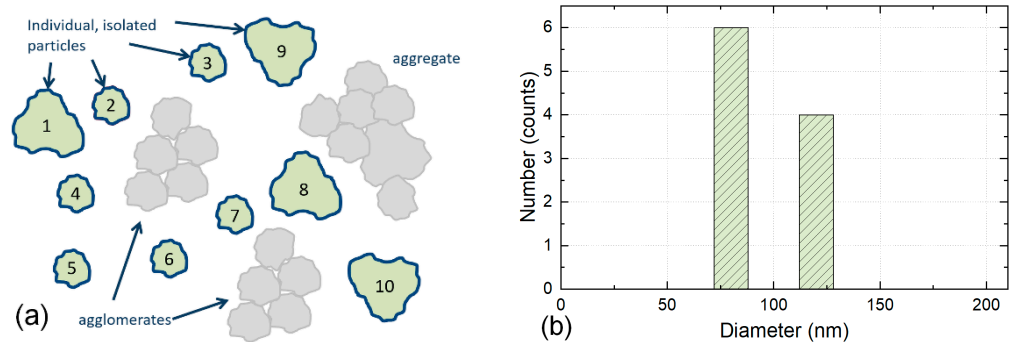 Individual, isolated
particles
aggregate
9
3
2
1
8
4
7
6
5
10
agglomerates
(a)
Number (counts)
6
5
4
3
2
1
0
0 50 100 150 200
Diameter (nm)
(b)